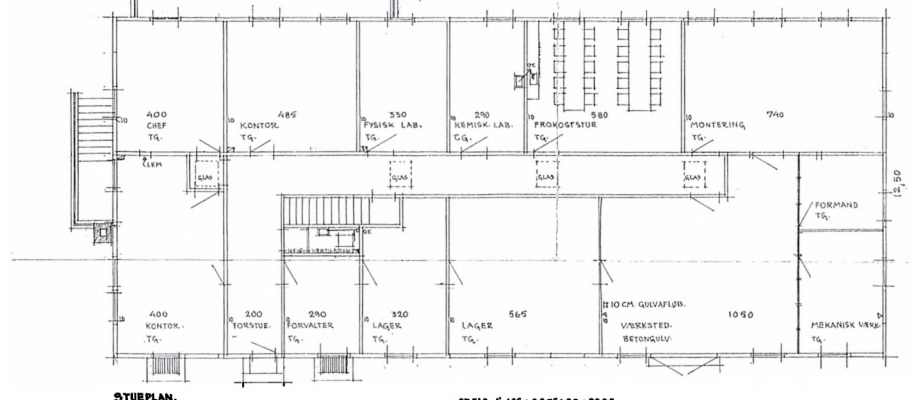 400
CHEF
TG.
485
KONTOR
TG.
330
FYSISK LAB.
TG.
290
KEMISK LAB.
TG.
580
FROKOSTSTUE
TG.
740
MONTERING
TG.
CLEM
GLAS
GLAS
GLAS
GLAS
12,50
FORMAND
TG.
400
KONTOR.
TG.
200
FORSTUE.
290
FORVALTER
TG.
320
LAGER
TG.
565
LAGER
TG.
10 CM. GULVAFLØB.
1050
VÆRKSTED.
BETONGULV.
MEKANISK VÆRK.
TG.
STUEPLAN.